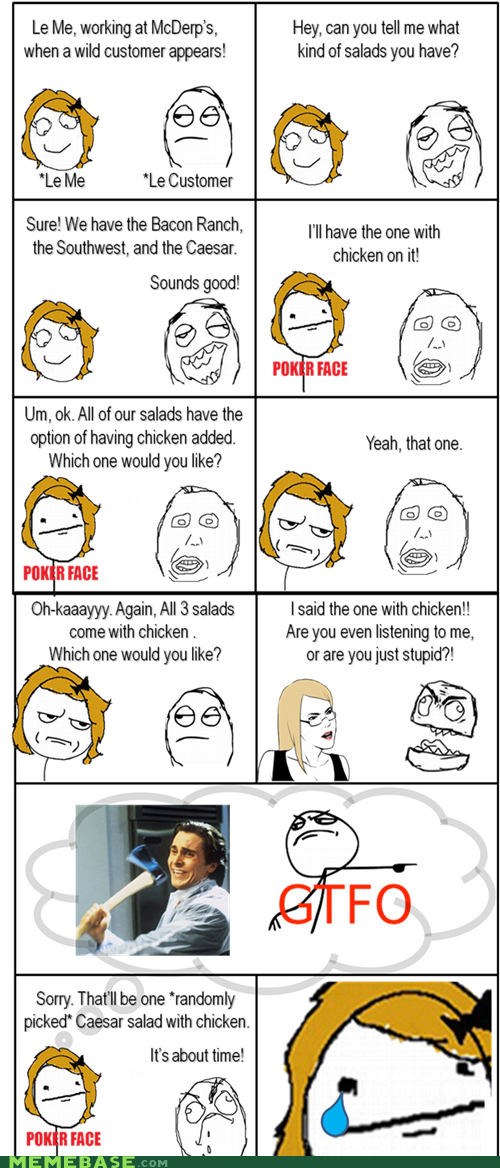 Le Me, working at McDerp's,
when a wild customer appears!
*Le Me
*Le Customer
Hey, can you tell me what
kind of salads you have?
Sure! We have the Bacon Ranch,
the Southwest, and the Caesar.
Sounds good!
I'll have the one with
chicken on it!
POKER FACE
Um, ok. All of our salads have the
option of having chicken added.
Which one would you like?
POKER FACE
Yeah, that one.
Oh-kaaayyy. Again, All 3 salads
come with chicken .
Which one would you like?
I said the one with chicken!!
Are you even listening to me,
or are you just stupid?!
GTFO
Sorry. That'll be one *randomly
picked* Caesar salad with chicken.
It's about time!
POKER FACE
MEMEBASE.com